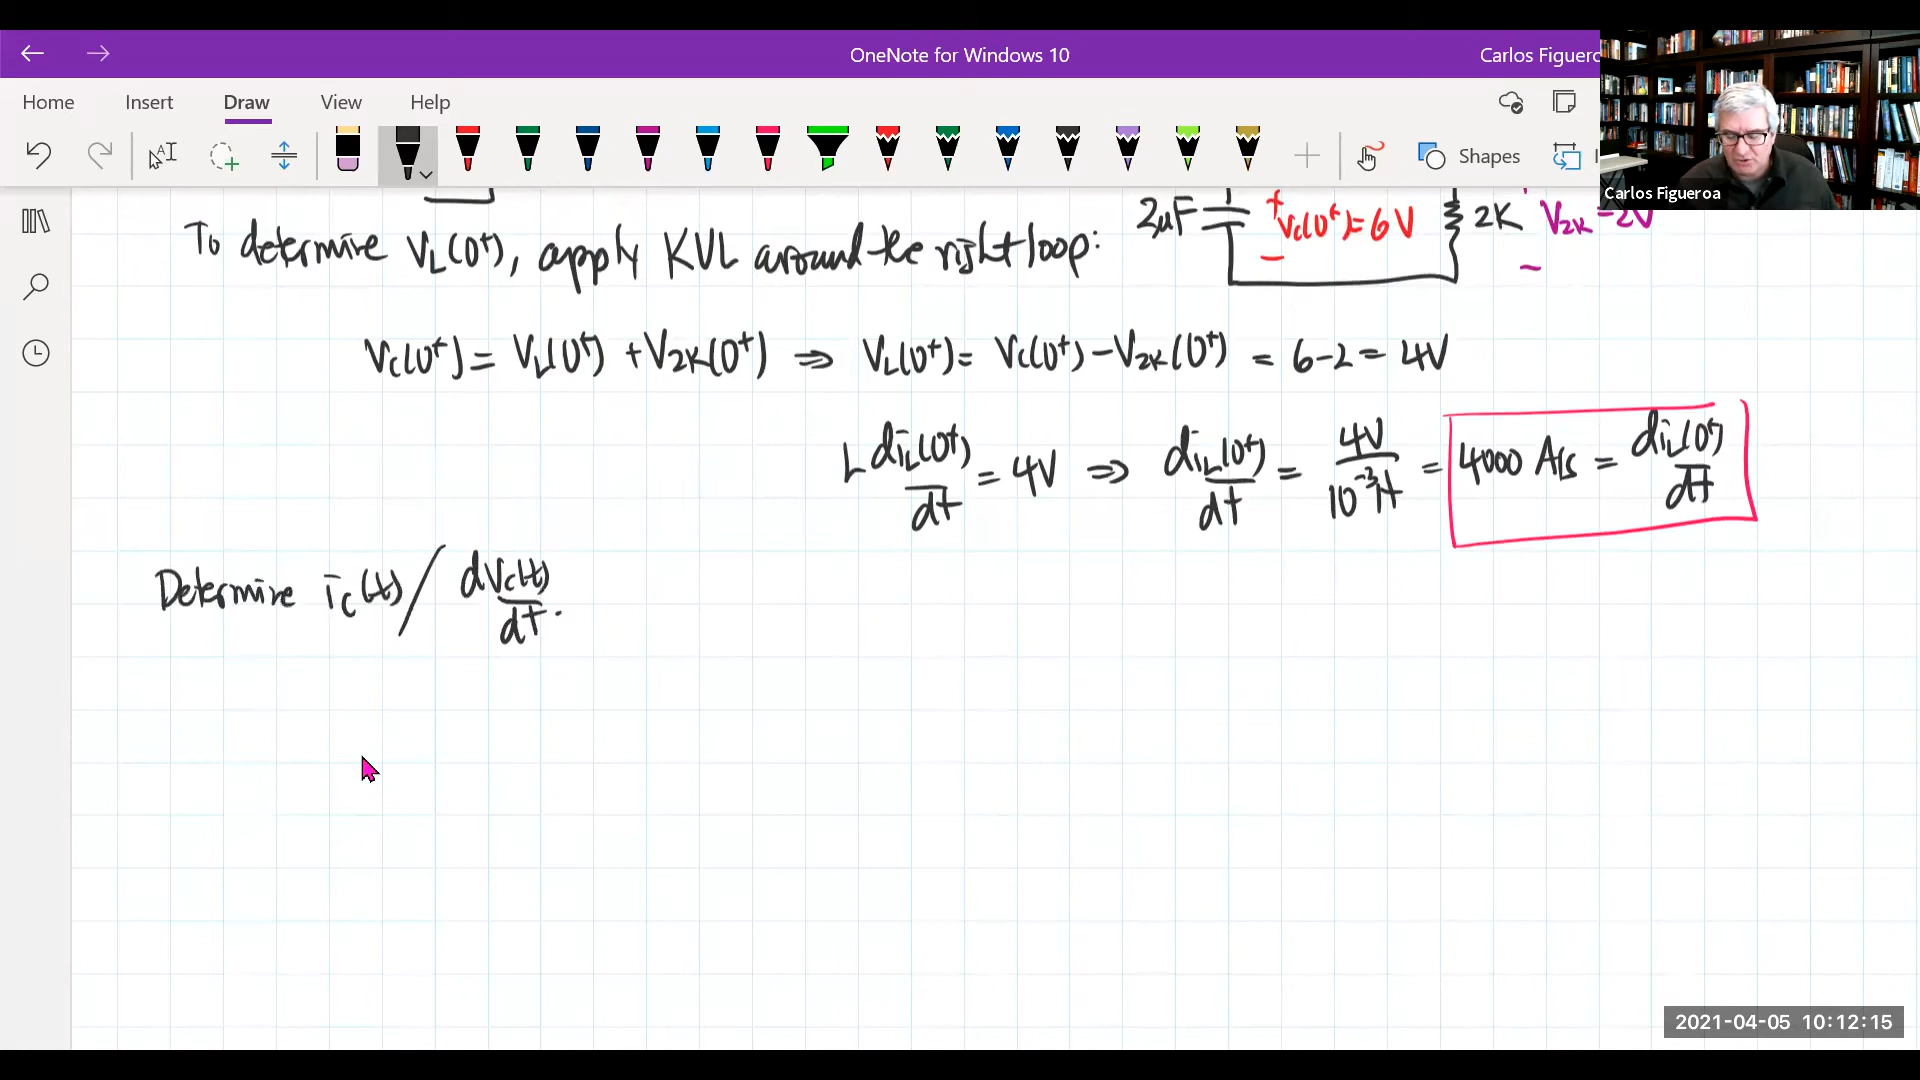 OneNote for Windows 10
Carlos Figuero
Home Insert Draw View Help
Shapes
Carlos Figueroa
To determine VL(0+), apply KVL around the right loop:
2uF + Vc(0+)=6V − 2K V2K=2V −
Vc(0+) = VL(0+) + V2K(0+) ⇒ VL(0+) = Vc(0+) − V2K(0+) = 6−2 = 4V
L diL(0+)/dt = 4V ⇒ diL(0+)/dt = 4V/10^-3H = 4000 A/s = diL(0+)/dt
Determine ic(t) / dVc(t)/dt.
2021-04-05 10:12:15